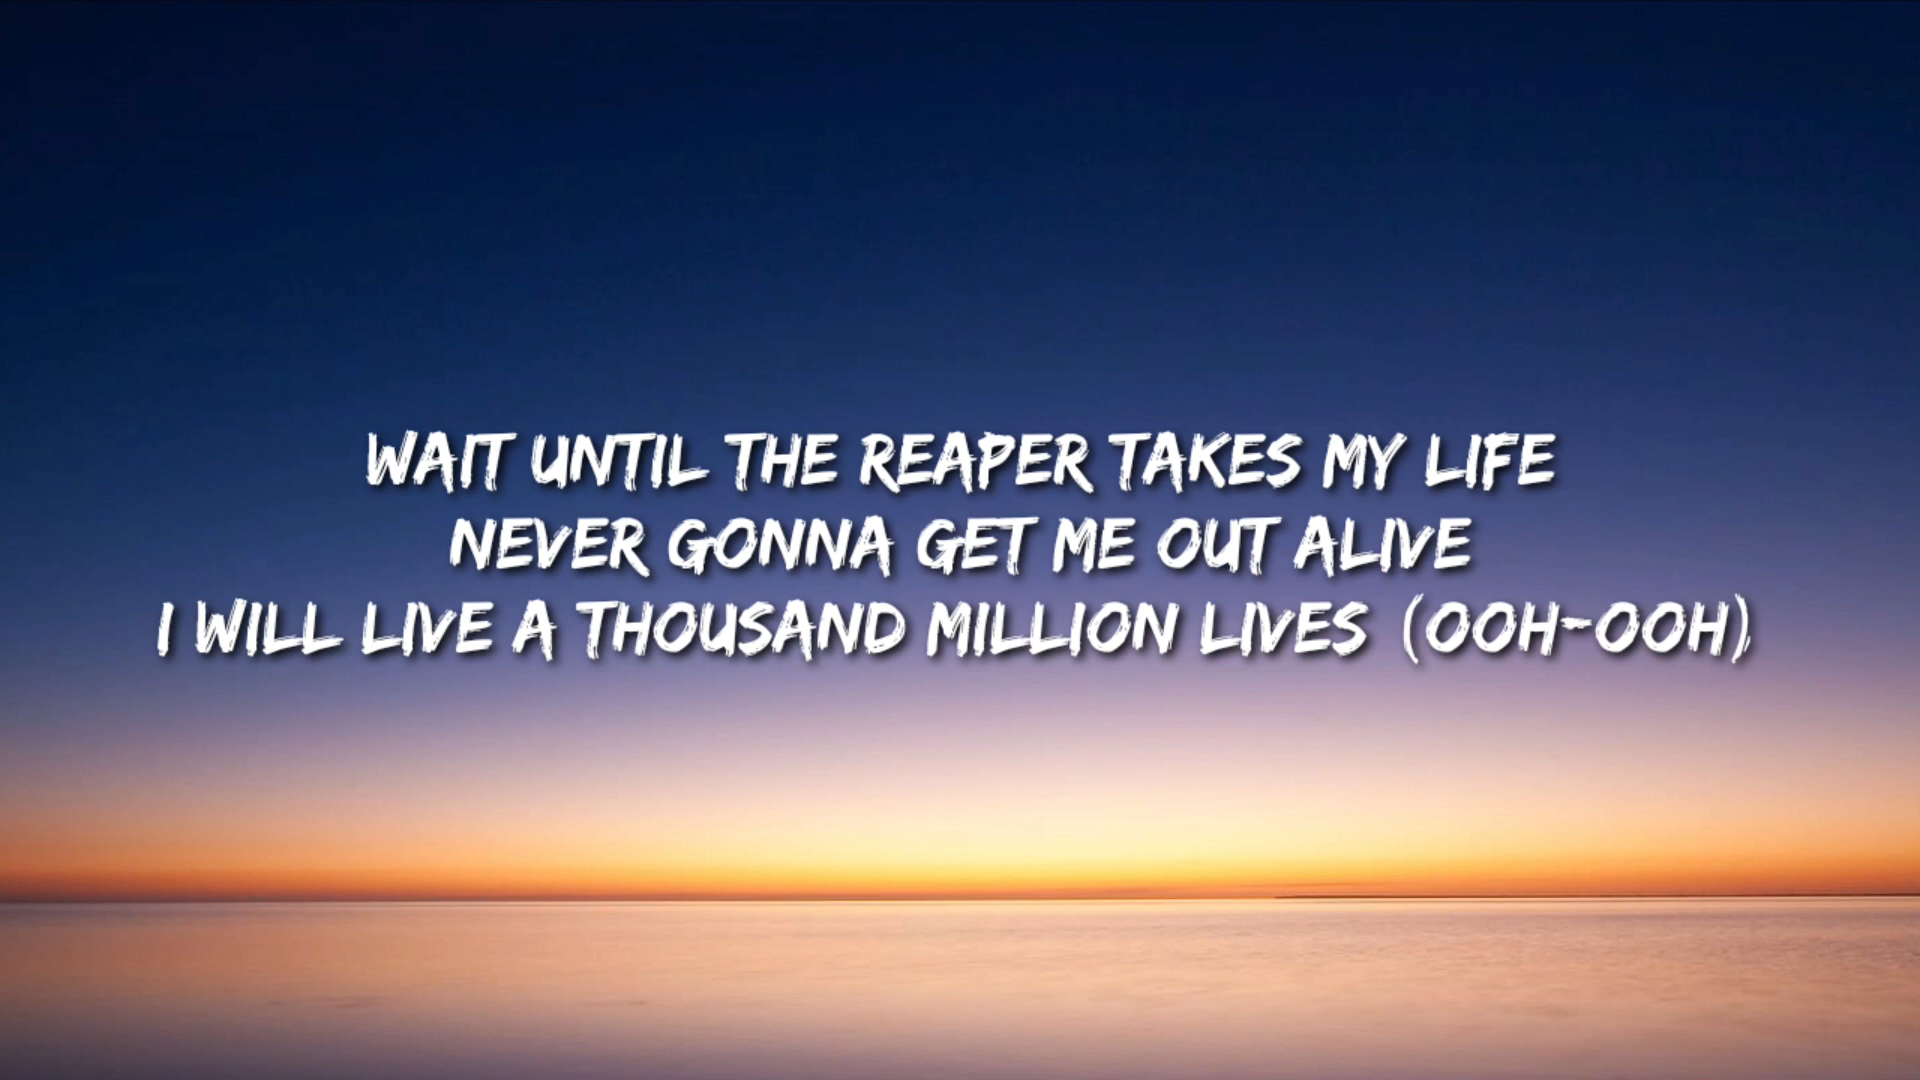 WAIT UNTIL THE REAPER TAKES MY LIFE
NEVER GONNA GET ME OUT ALIVE
I WILL LIVE A THOUSAND MILLION LIVES (OOH-OOH)